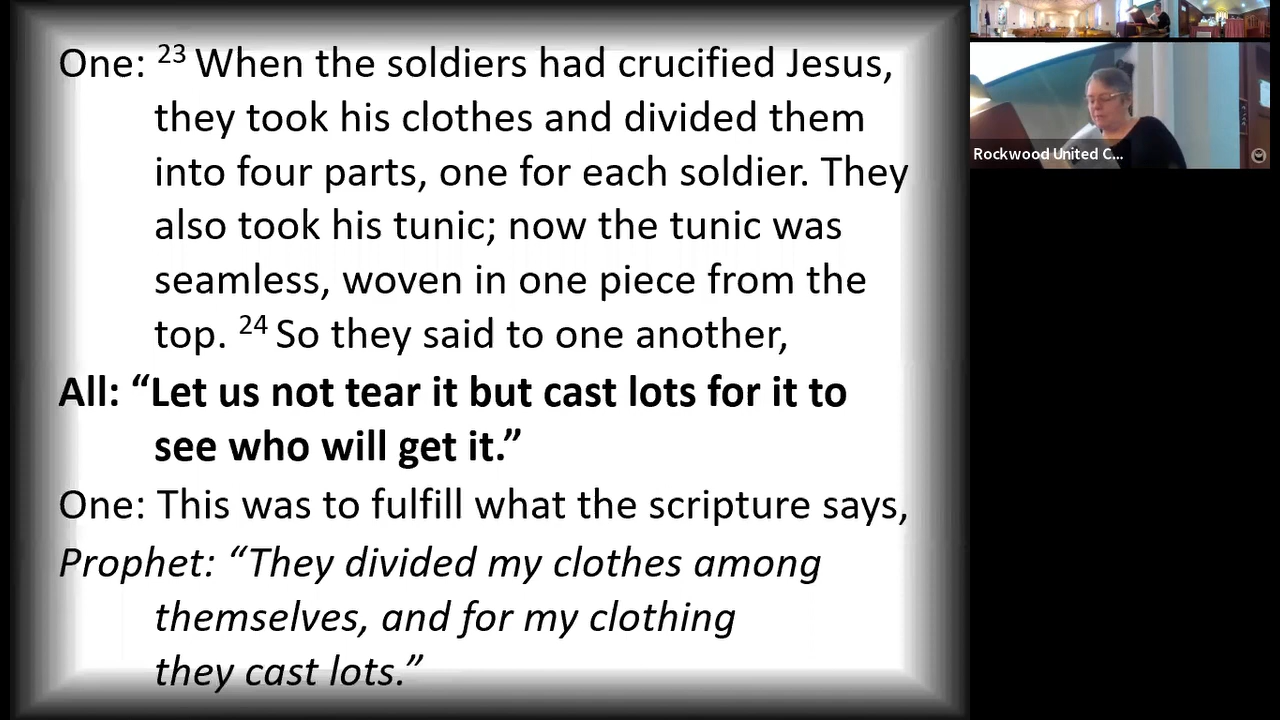 One: 23 When the soldiers had crucified Jesus,
they took his clothes and divided them
into four parts, one for each soldier. They
also took his tunic; now the tunic was
seamless, woven in one piece from the
top. 24 So they said to one another,
All: “Let us not tear it but cast lots for it to
see who will get it.”
One: This was to fulfill what the scripture says,
Prophet: “They divided my clothes among
themselves, and for my clothing
they cast lots.”
Rockwood United C...